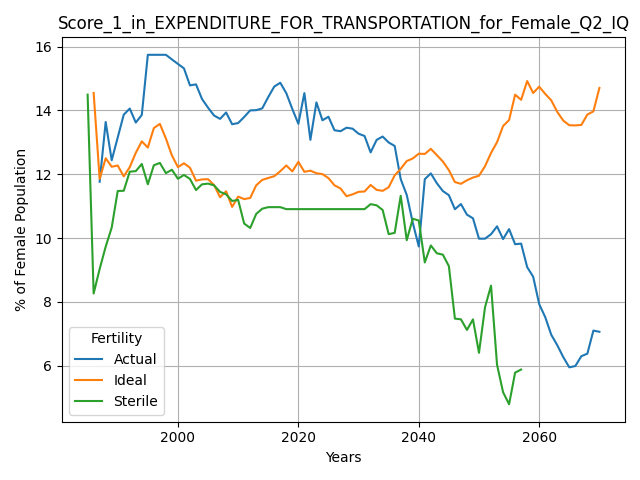 Score_1_in_EXPENDITURE_FOR_TRANSPORTATION_for_Female_Q2_IQ
16
14
12
10
8
6
% of Female Population
Fertility
Actual
Ideal
Sterile
2000 2020 2040 2060
Years